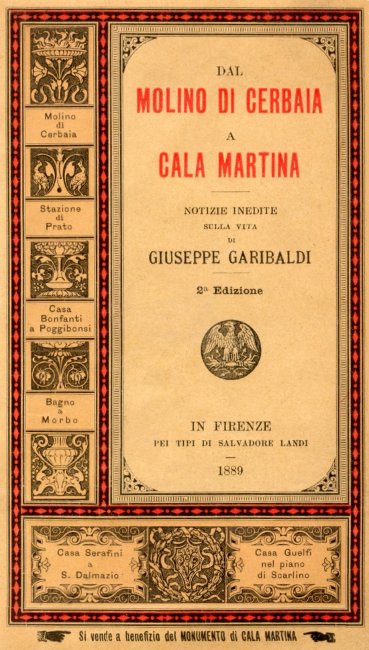 DAL
MOLINO DI CERBAIA
A
CALA MARTINA
NOTIZIE INEDITE
SULLA VITA
DI
GIUSEPPE GARIBALDI
2ª Edizione
IN FIRENZE
PEI TIPI DI SALVADORE LANDI
1889
Molino
di
Cerbaia
Stazione
di
Prato
Casa
Bonfanti
a Poggibonsi
Bagno
a
Morbo
Casa Serafini
a
S. Dalmazio
Casa Guelfi
nel piano
di Scarlino
Si vende a benefizio del MONUMENTO di CALA MARTINA